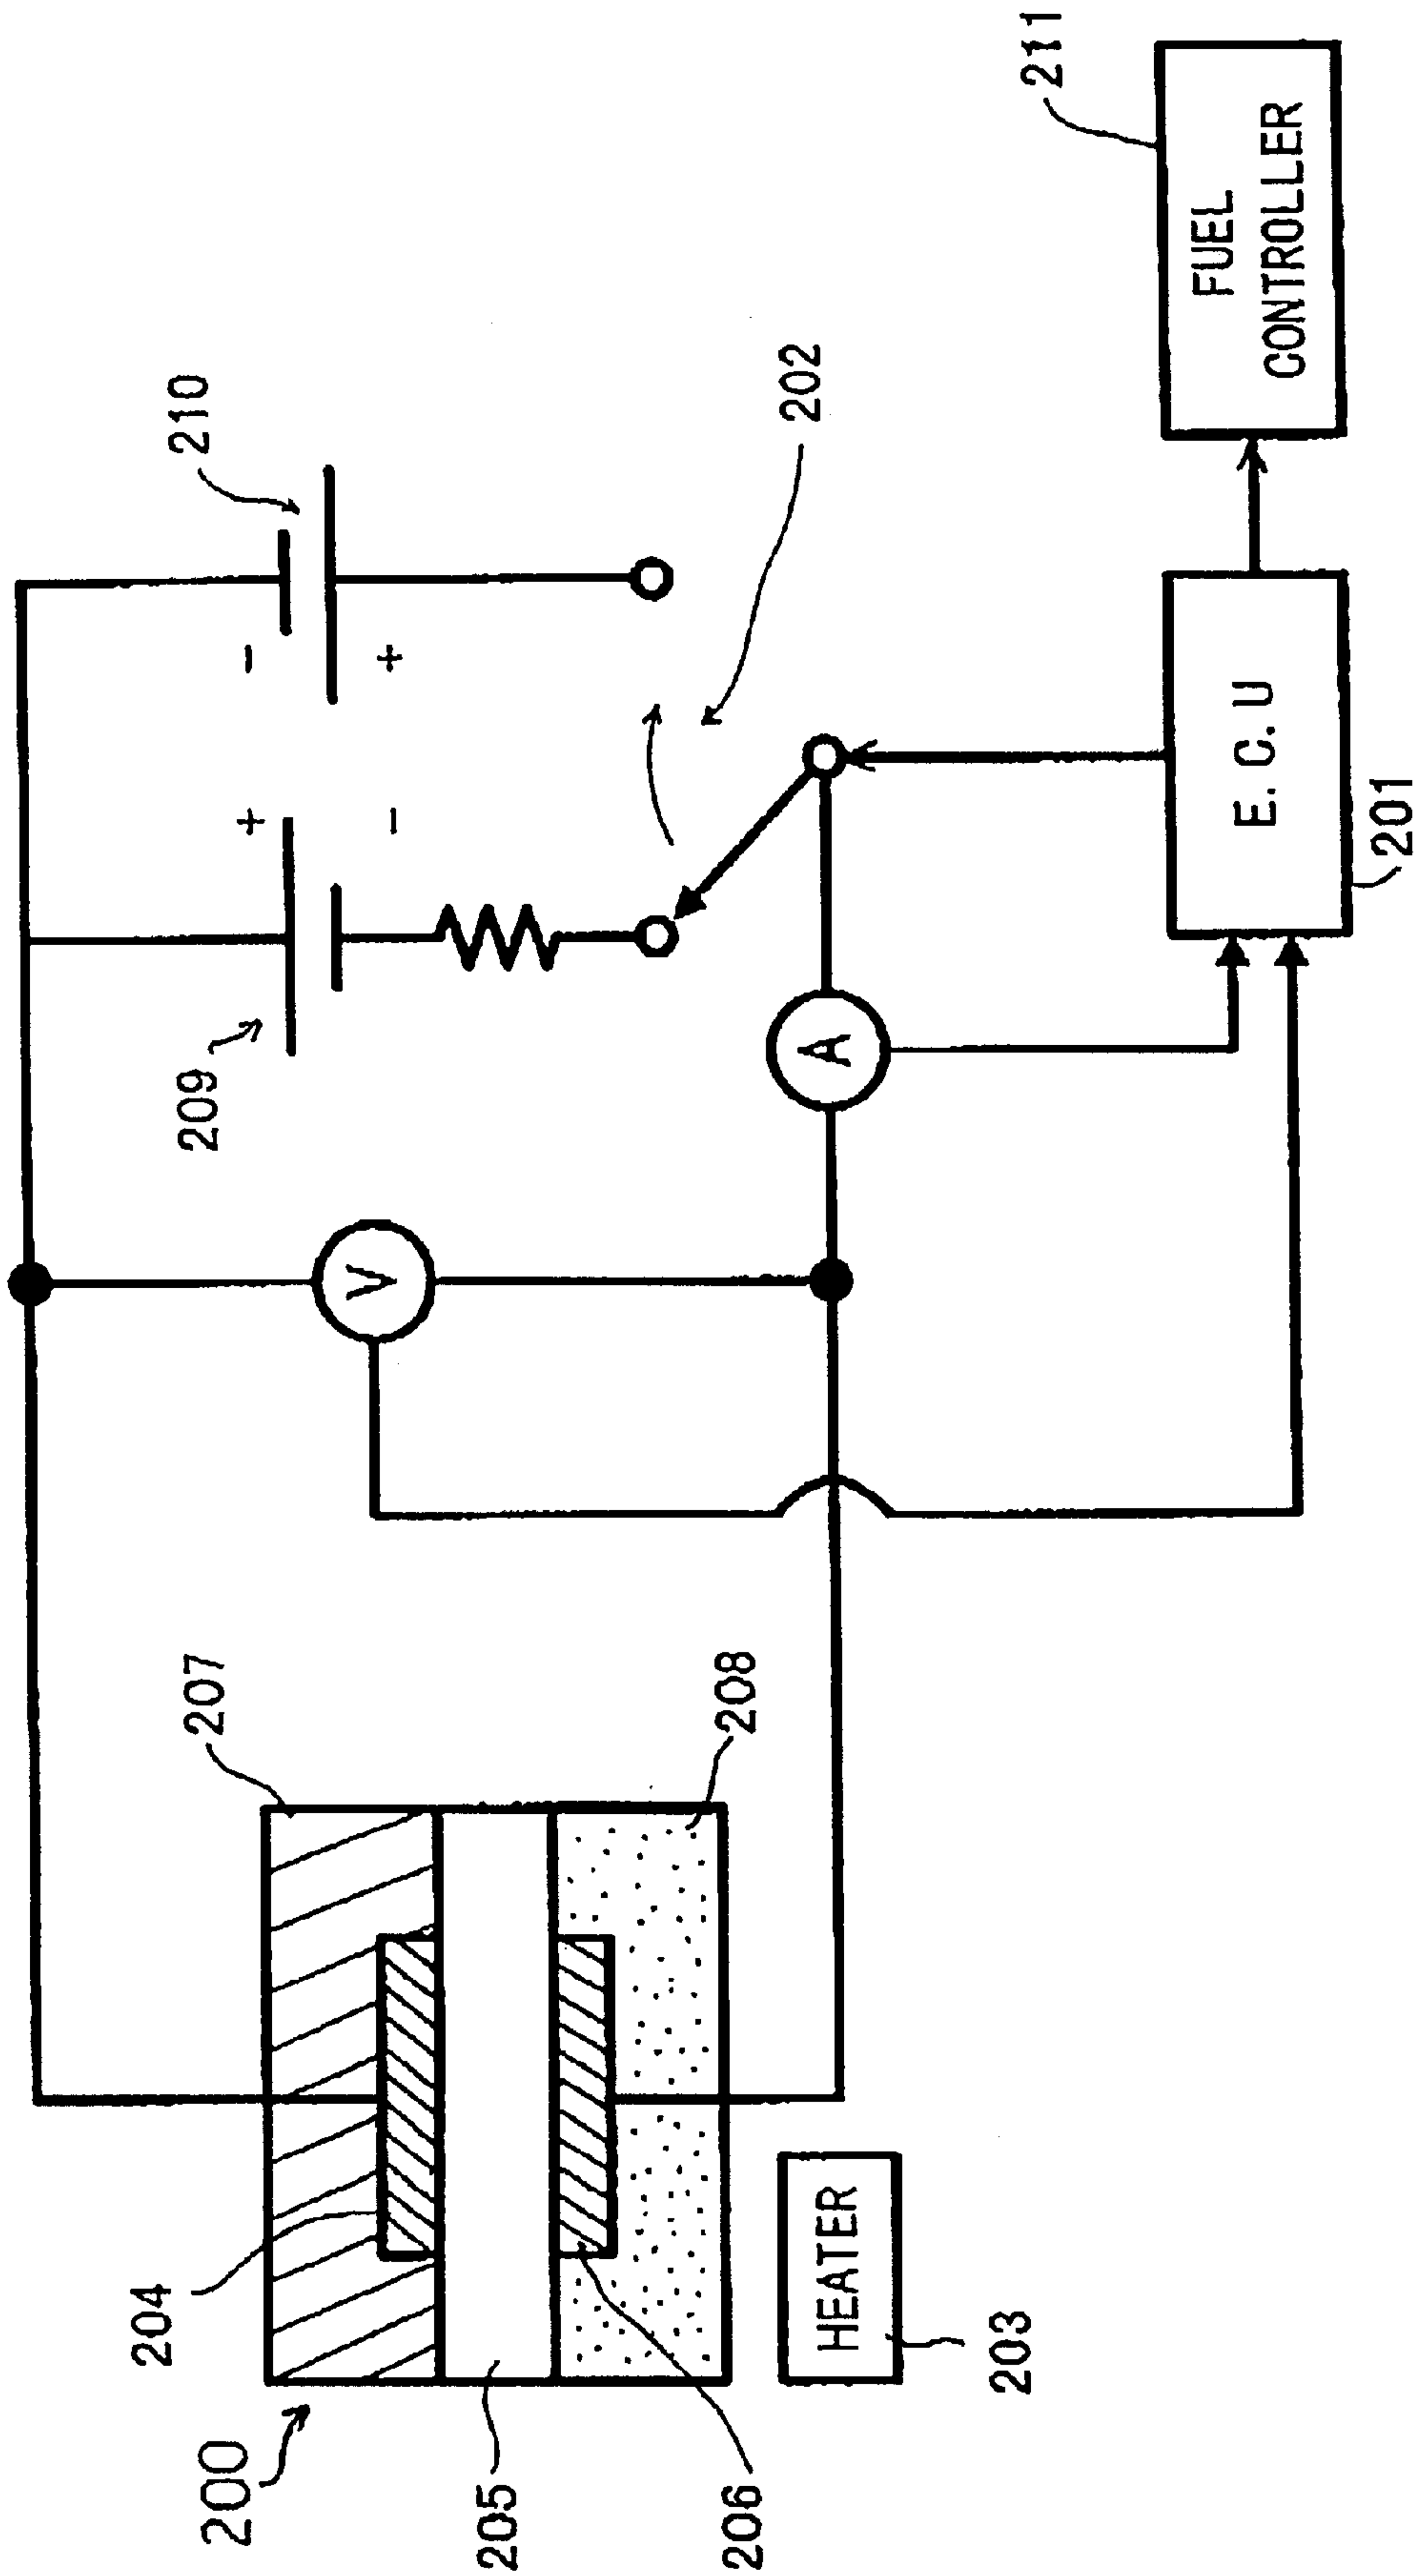 200
204
205
206
207
208
HEATER
203
V
A
209
+
-
210
-
+
202
E. C. U
201
FUEL
CONTROLLER
211